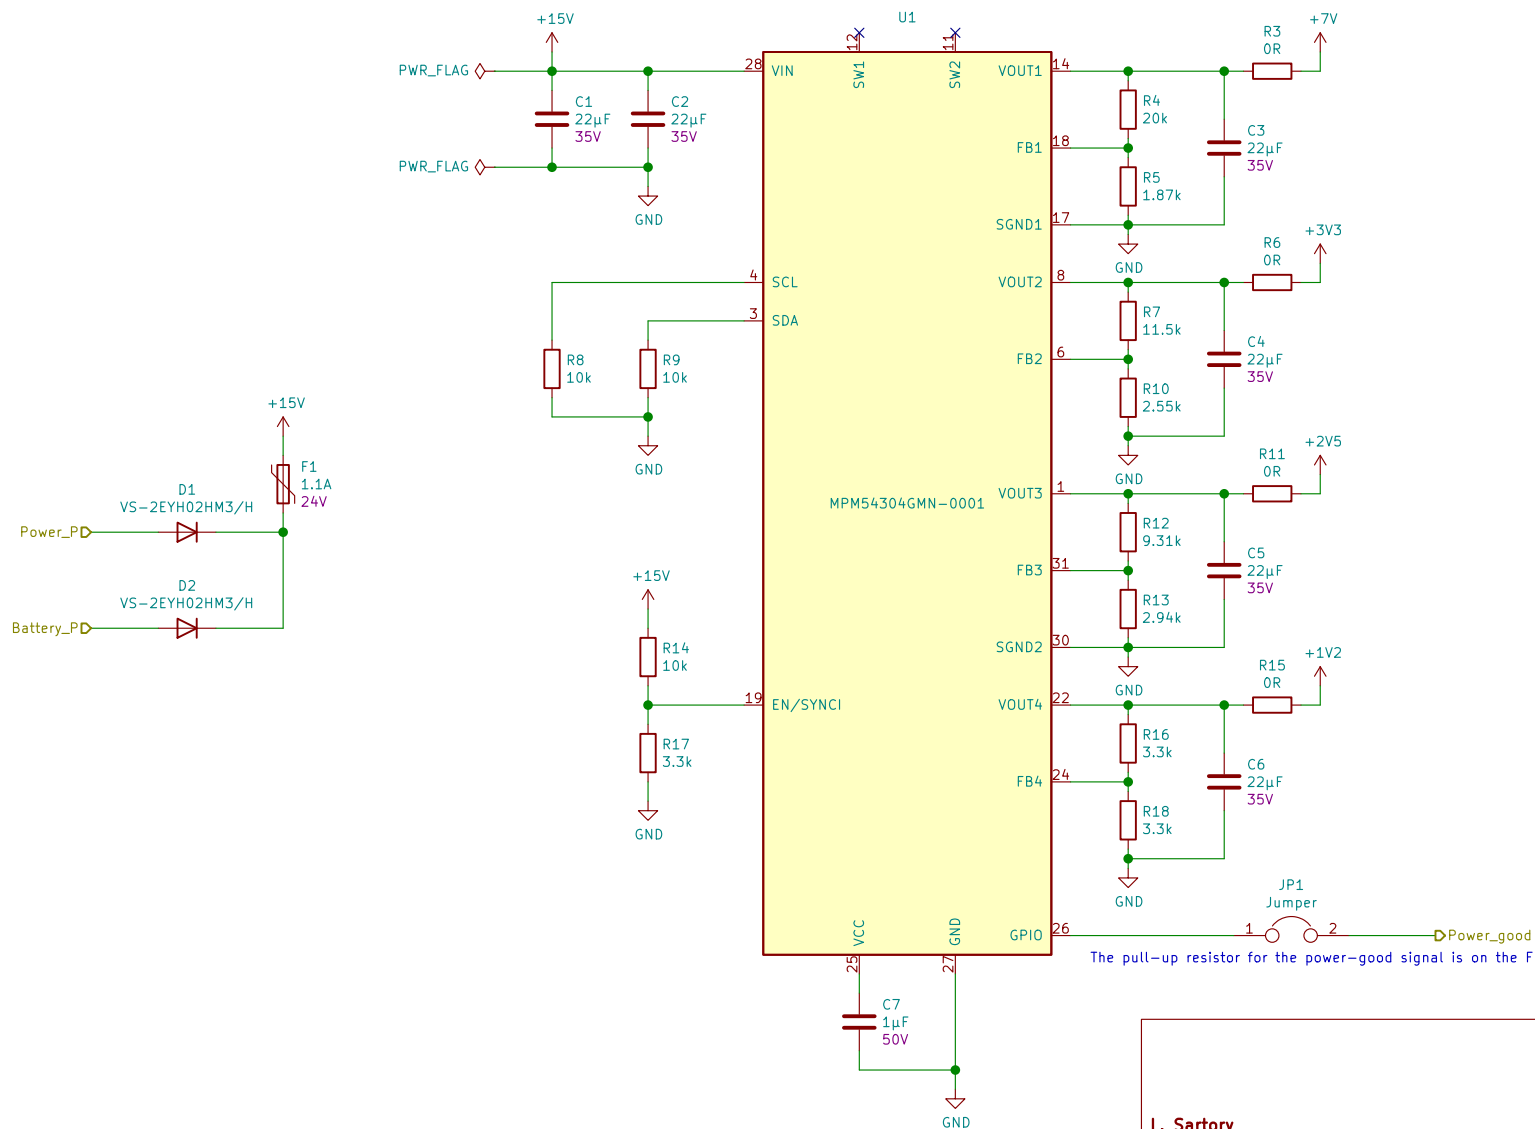 U1
+15V
PWR_FLAG
C1
22µF
35V
C2
22µF
35V
PWR_FLAG
GND
28
VIN
12
SW1
11
SW2
4
SCL
3
SDA
R8
10k
R9
10k
GND
+15V
F1
1.1A
24V
D1
VS-2EYH02HM3/H
Power_P
D2
VS-2EYH02HM3/H
Battery_P
+15V
R14
10k
19
EN/SYNCI
R17
3.3k
GND
MPM54304GMN-0001
VOUT1
14
R3
0R
+7V
R4
20k
FB1
18
C3
22µF
35V
R5
1.87k
SGND1
17
GND
VOUT2
8
R6
0R
+3V3
R7
11.5k
FB2
6
C4
22µF
35V
R10
2.55k
GND
VOUT3
1
R11
0R
+2V5
R12
9.31k
FB3
31
C5
22µF
35V
R13
2.94k
SGND2
30
GND
VOUT4
22
R15
0R
+1V2
R16
3.3k
FB4
24
C6
22µF
35V
R18
3.3k
GND
GPIO
26
JP1
Jumper
1
2
Power_good
The pull-up resistor for the power-good signal is on the F
VCC
25
GND
27
C7
1µF
50V
GND
L. Sartory